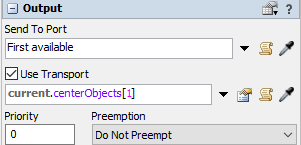 Output
Send To Port
First available
Use Transport
current.centerObjects[1]
Priority Preemption
0 Do Not Preempt